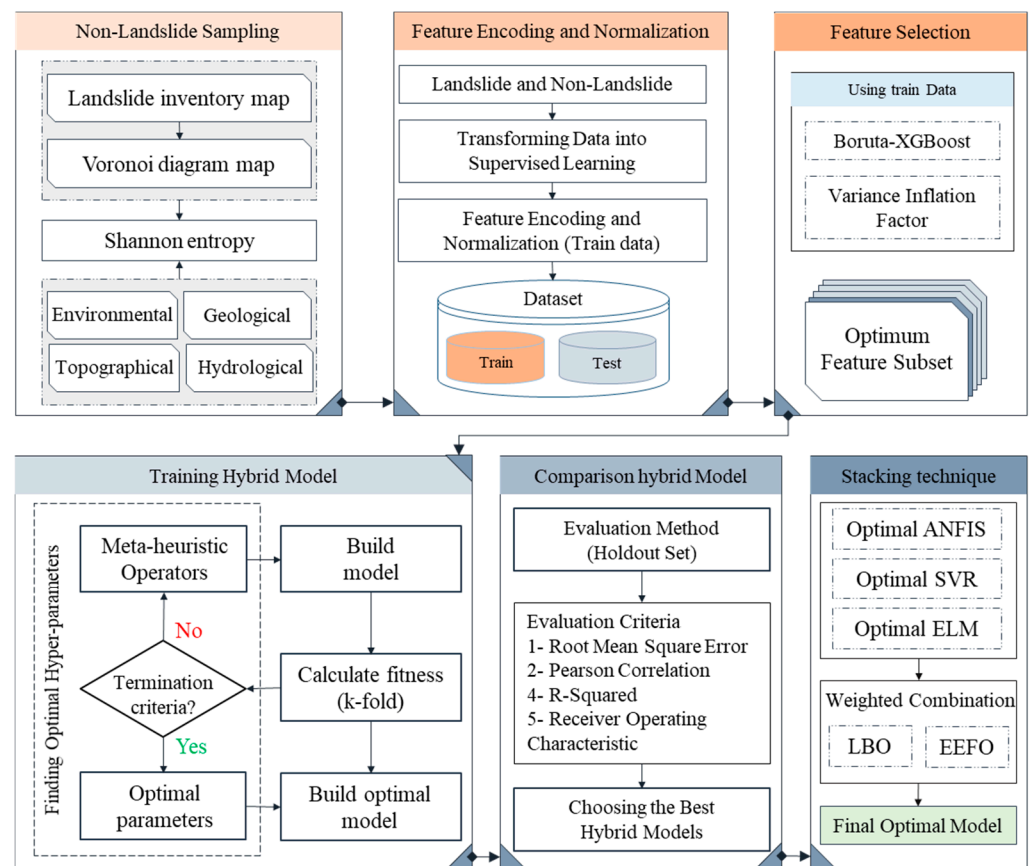 Non-Landslide Sampling
Landslide inventory map
Voronoi diagram map
Shannon entropy
Environmental
Geological
Topographical
Hydrological
Feature Encoding and Normalization
Landslide and Non-Landslide
Transforming Data into
Supervised Learning
Feature Encoding and
Normalization (Train data)
Dataset
Train
Test
Feature Selection
Using train Data
Boruta-XGBoost
Variance Inflation
Factor
Optimum
Feature Subset
Training Hybrid Model
Finding Optimal Hyper-parameters
Meta-heuristic
Operators
Build
model
No
Termination
criteria?
Calculate fitness
(k-fold)
Yes
Optimal
parameters
Build optimal
model
Comparison hybrid Model
Evaluation Method
(Holdout Set)
Evaluation Criteria
1- Root Mean Square Error
2- Pearson Correlation
4- R-Squared
5- Receiver Operating
Characteristic
Choosing the Best
Hybrid Models
Stacking technique
Optimal ANFIS
Optimal SVR
Optimal ELM
Weighted Combination
LBO
EEFO
Final Optimal Model